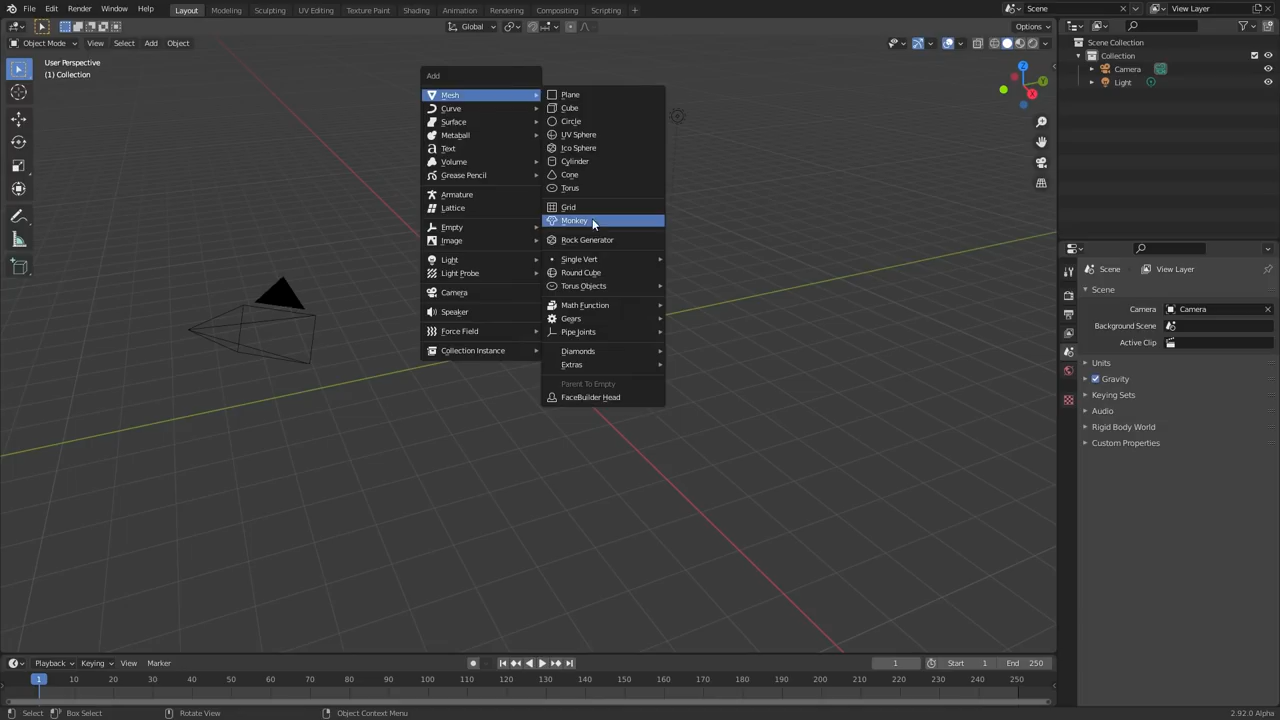 File Edit Render Window Help Layout Modeling Sculpting UV Editing Texture Paint Shading Animation Rendering Compositing Scripting + Scene View Layer
Global Options
Object Mode View Select Add Object
User Perspective
(1) Collection
Add
Mesh
Curve
Surface
Metaball
Text
Volume
Grease Pencil
Armature
Lattice
Empty
Image
Light
Light Probe
Camera
Speaker
Force Field
Collection Instance
Plane
Cube
Circle
UV Sphere
Ico Sphere
Cylinder
Cone
Torus
Grid
Monkey
Rock Generator
Single Vert
Round Cube
Torus Objects
Math Function
Gears
Pipe Joints
Diamonds
Extras
Parent To Empty
FaceBuilder Head
Z
Y
X
Scene Collection
Collection
Camera
Light
Scene View Layer
Scene
Camera Camera
Background Scene
Active Clip
Units
Gravity
Keying Sets
Audio
Rigid Body World
Custom Properties
Playback Keying View Marker 1 Start 1 End 250
1 10 20 30 40 50 60 70 80 90 100 110 120 130 140 150 160 170 180 190 200 210 220 230 240 250
Select Box Select Rotate View Object Context Menu 2.92.0 Alpha